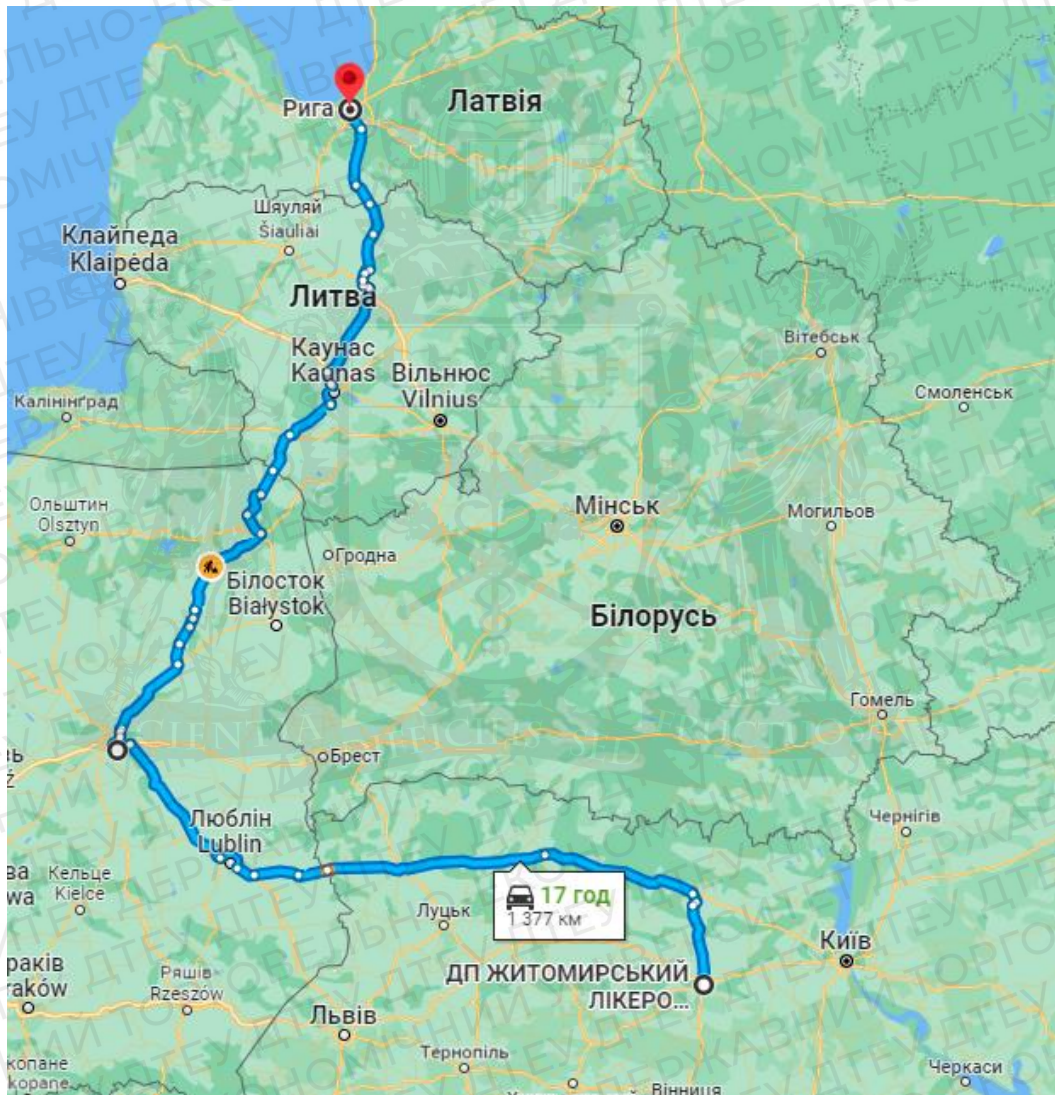 Рига
Латвія
Шяуляй
Šiauliai
Клайпеда
Klaipėda
Литва
Каунас
Kaunas
Вільнюс
Vilnius
Вітебськ
Калінінґрад
Смоленськ
Ольштин
Olsztyn
Мінськ
Могильов
Гродна
Білосток
Białystok
Білорусь
Гомель
Брест
Люблін
Lublin
Чернігів
Кельце
Kielce
17 год
1 377 км
Луцьк
Київ
ДП ЖИТОМИРСЬКИЙ
ЛІКЕРО...
Ряшів
Rzeszów
Львів
Тернопіль
Черкаси
Вінниця